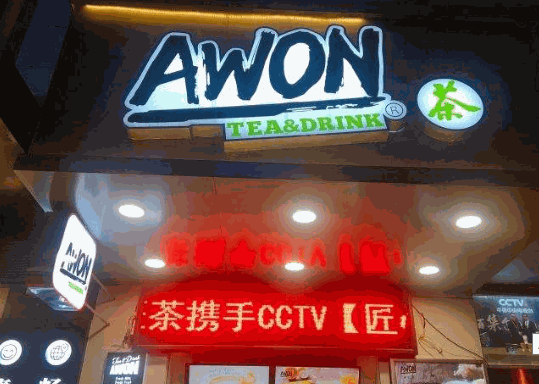 AWON
®
TEA&DRINK
茶
AWON
茶携手CCTV【匠
CCTV